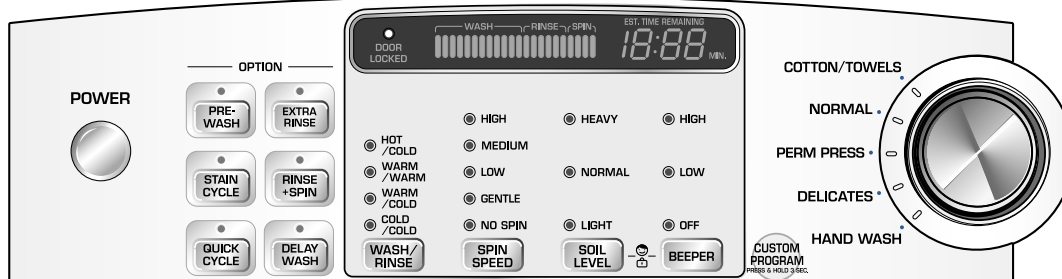 POWER
OPTION
PRE-
WASH
EXTRA
RINSE
STAIN
CYCLE
RINSE
+SPIN
QUICK
CYCLE
DELAY
WASH
DOOR
LOCKED
WASH RINSE SPIN
EST. TIME REMAINING
18:88 MIN.
HOT
/COLD
WARM
/WARM
WARM
/COLD
COLD
/COLD
WASH/
RINSE
HIGH
MEDIUM
LOW
GENTLE
NO SPIN
SPIN
SPEED
HEAVY
NORMAL
LIGHT
SOIL
LEVEL
HIGH
LOW
OFF
BEEPER
CUSTOM
PROGRAM
PRESS & HOLD 3 SEC.
COTTON/TOWELS
NORMAL
PERM PRESS
DELICATES
HAND WASH